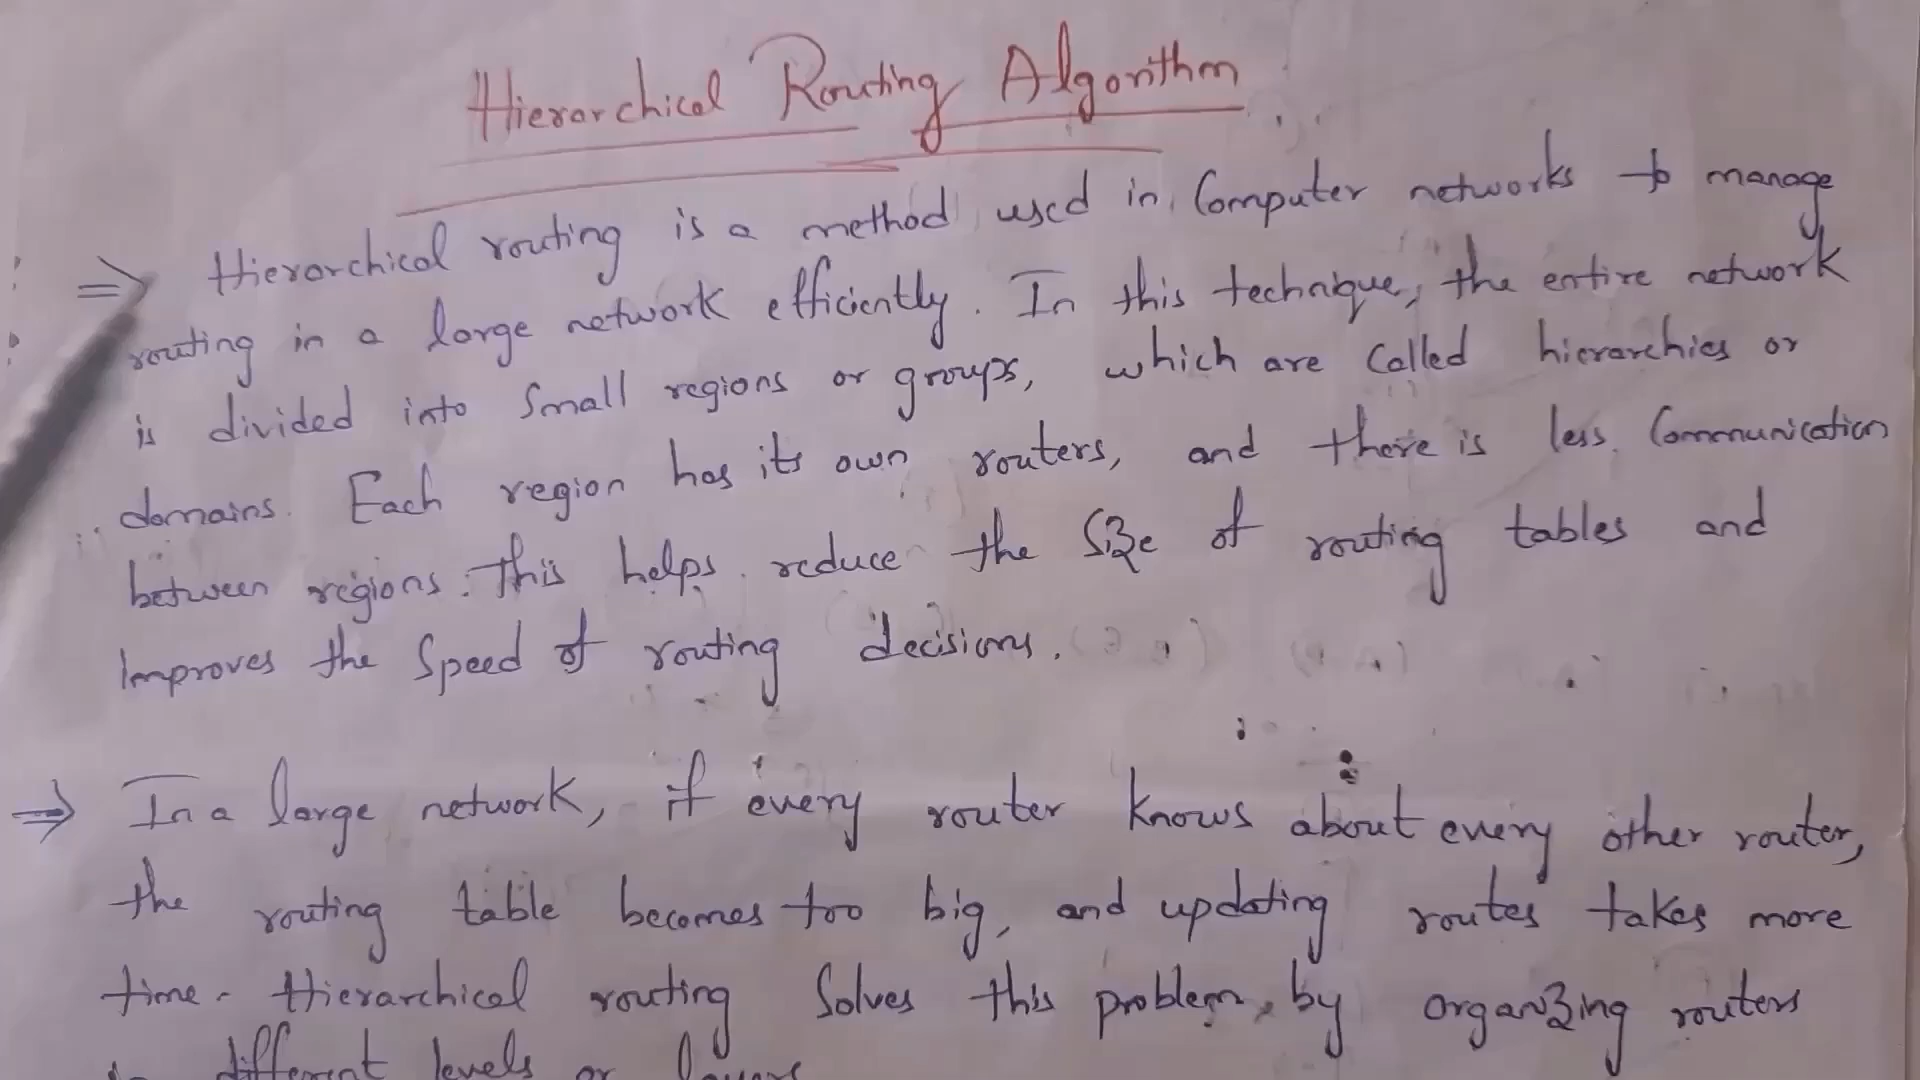 Hierarchical Routing Algorithm
⇒ Hierarchical routing is a method used in Computer networks to manage
routing in a large network efficiently. In this technique, the entire network
is divided into Small regions or groups, which are Called hierarchies or
domains. Each region has its own routers, and there is less Communication
between regions. This helps reduce the Size of routing tables and
improves the Speed of routing decisions.
⇒ In a large network, if every router knows about every other router,
the routing table becomes too big, and updating routes takes more
time. Hierarchical routing Solves this problem by organizing routers
in different levels or layers